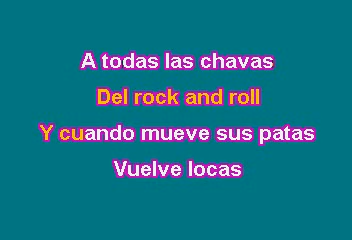 A todas las chavas
Del rock and roll
Y cuando mueve sus patas
Vuelve locas